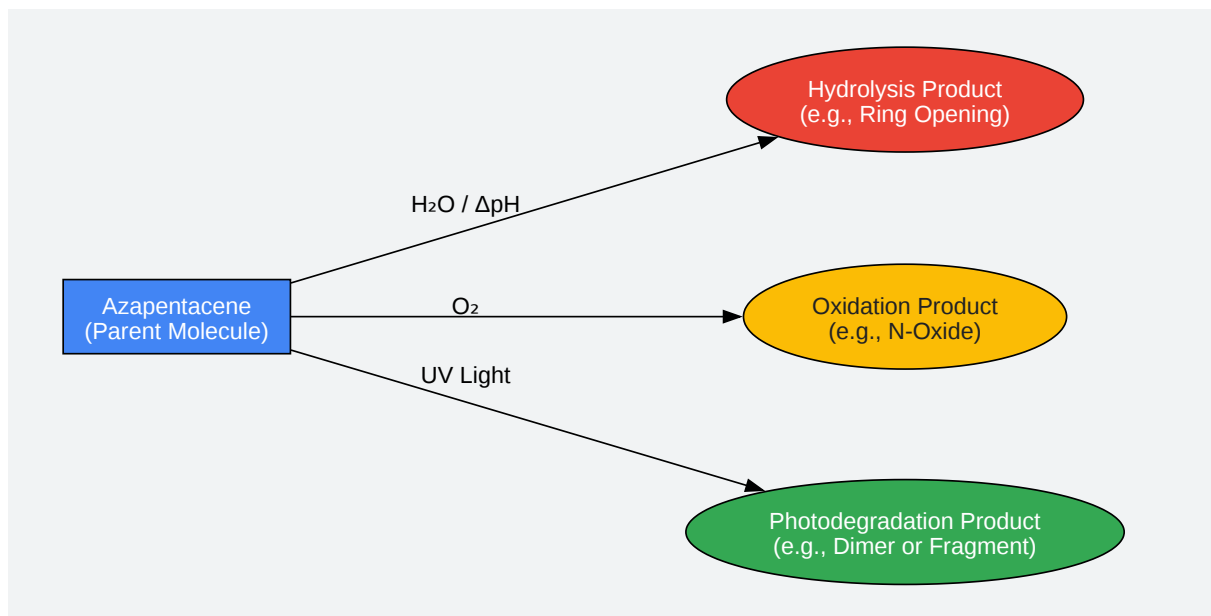 Hydrolysis Product
(e.g., Ring Opening)
H₂O / ΔpH
Azapentacene
(Parent Molecule)
O₂
Oxidation Product
(e.g., N-Oxide)
UV Light
Photodegradation Product
(e.g., Dimer or Fragment)